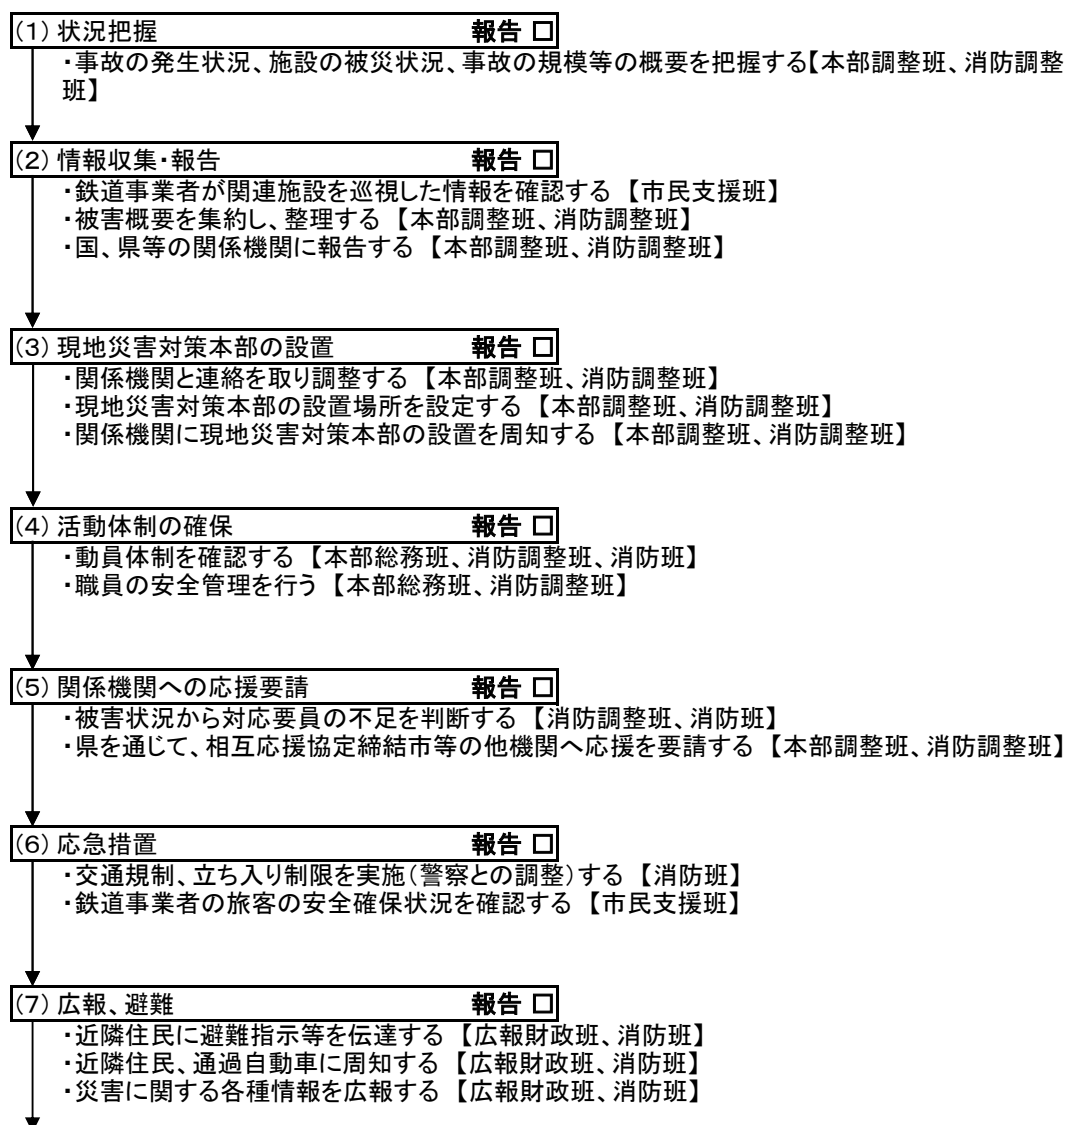 (1) 状況把握 報告 □
・事故の発生状況、施設の被災状況、事故の規模等の概要を把握する【本部調整班、消防調整
班】
(2) 情報収集・報告 報告 □
・鉄道事業者が関連施設を巡視した情報を確認する 【市民支援班】
・被害概要を集約し、整理する 【本部調整班、消防調整班】
・国、県等の関係機関に報告する 【本部調整班、消防調整班】
(3) 現地災害対策本部の設置 報告 □
・関係機関と連絡を取り調整する 【本部調整班、消防調整班】
・現地災害対策本部の設置場所を設定する 【本部調整班、消防調整班】
・関係機関に現地災害対策本部の設置を周知する 【本部調整班、消防調整班】
(4) 活動体制の確保 報告 □
・動員体制を確認する 【本部総務班、消防調整班、消防班】
・職員の安全管理を行う 【本部総務班、消防調整班】
(5) 関係機関への応援要請 報告 □
・被害状況から対応要員の不足を判断する 【消防調整班、消防班】
・県を通じて、相互応援協定締結市等の他機関へ応援を要請する 【本部調整班、消防調整班】
(6) 応急措置 報告 □
・交通規制、立ち入り制限を実施(警察との調整)する 【消防班】
・鉄道事業者の旅客の安全確保状況を確認する 【市民支援班】
(7) 広報、避難 報告 □
・近隣住民に避難指示等を伝達する 【広報財政班、消防班】
・近隣住民、通過自動車に周知する 【広報財政班、消防班】
・災害に関する各種情報を広報する 【広報財政班、消防班】